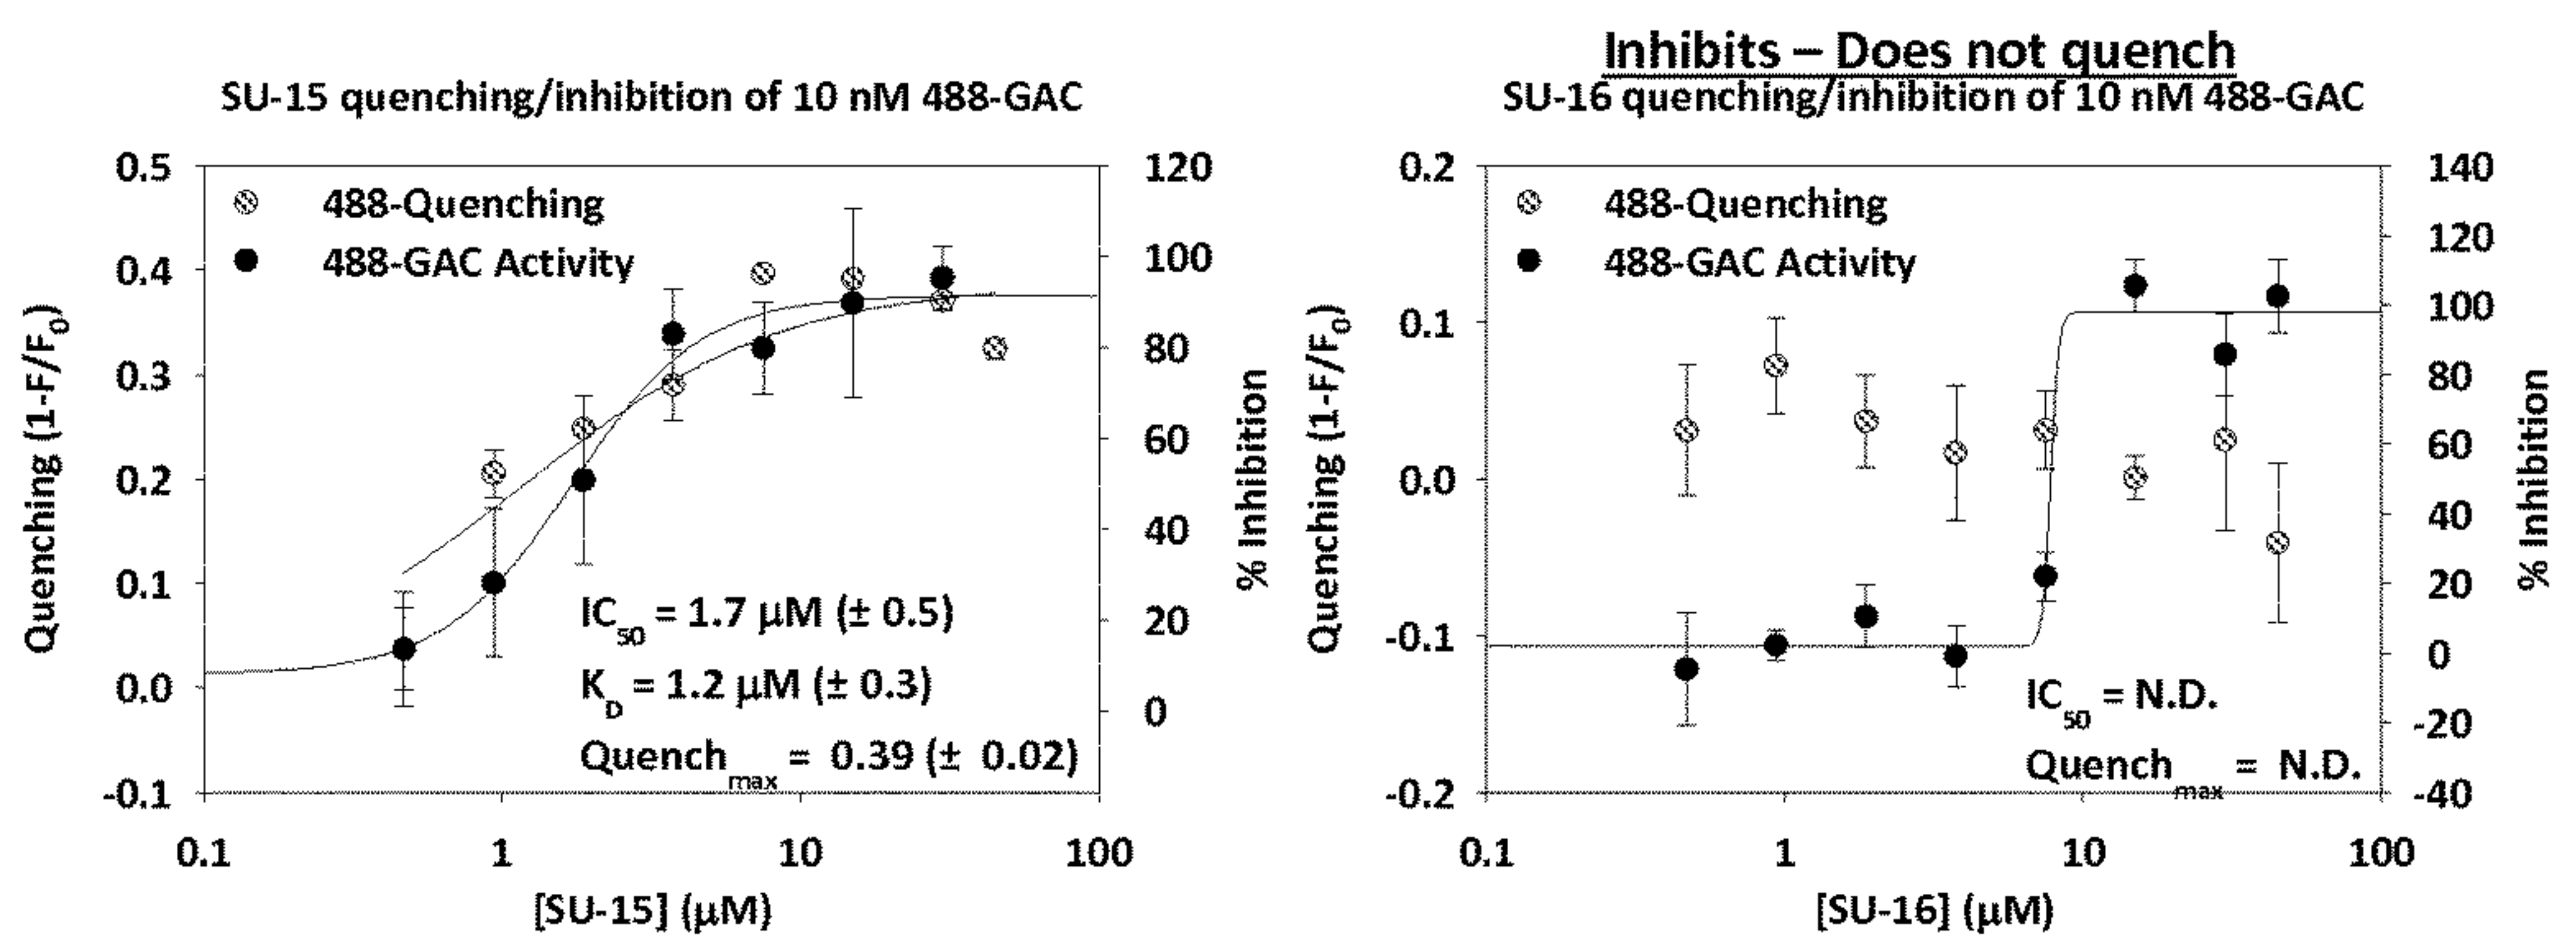 Inhibits – Does not quench
SU-15 quenching/inhibition of 10 nM 488-GAC
0.5
0.4
0.3
0.2
0.1
0.0
-0.1
Quenching (1-F/F0)
488-Quenching
488-GAC Activity
IC50 = 1.7 µM (± 0.5)
KD = 1.2 µM (± 0.3)
Quenchmax = 0.39 (± 0.02)
120
100
80
60
40
20
0
% Inhibition
0.1 1 10 100
[SU-15] (µM)
SU-16 quenching/inhibition of 10 nM 488-GAC
0.2
0.1
0.0
-0.1
-0.2
Quenching (1-F/F0)
488-Quenching
488-GAC Activity
IC50 = N.D.
Quenchmax = N.D.
140
120
100
80
60
40
20
0
-20
-40
% Inhibition
0.1 1 10 100
[SU-16] (µM)